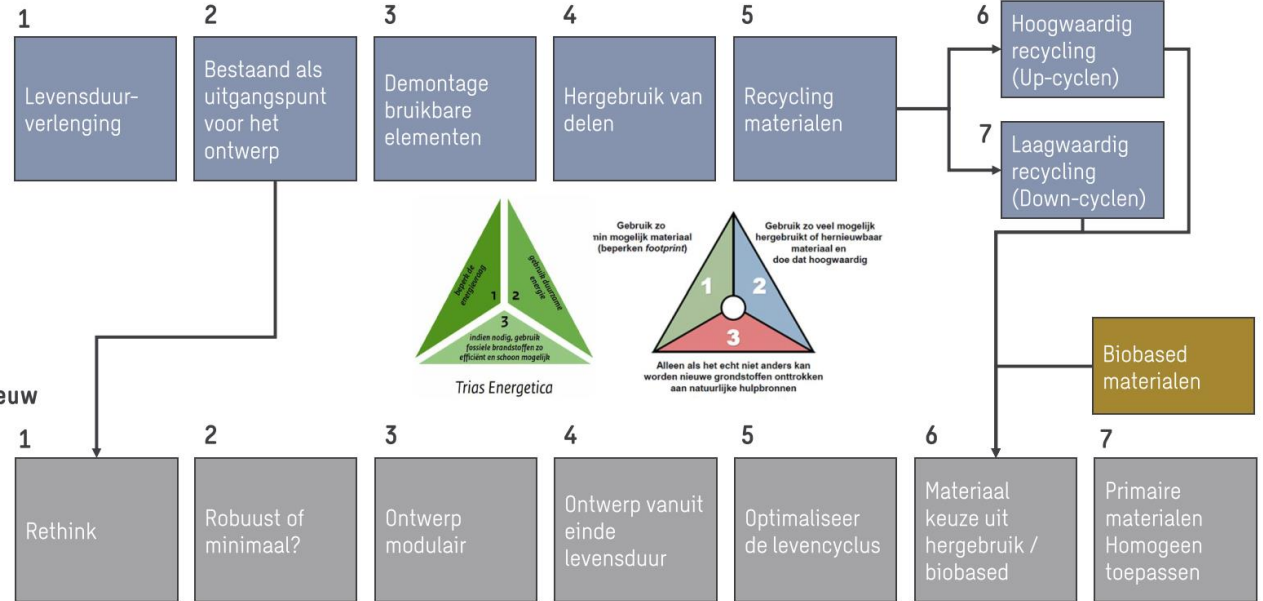 1
Levensduur-
verlenging
2
Bestaand als
uitgangspunt
voor het
ontwerp
3
Demontage
bruikbare
elementen
4
Hergebruik van
delen
5
Recycling
materialen
6
Hoogwaardig
recycling
(Up-cyclen)
7
Laagwaardig
recycling
(Down-cyclen)
beperk de
energievraag
1
gebruik duurzame
energie
2
3
indien nodig, gebruik
fossiele brandstoffen zo
efficiënt en schoon mogelijk
Trias Energetica
Gebruik zo
min mogelijk materiaal
(beperken footprint)
Gebruik zo veel mogelijk
hergebruikt of hernieuwbaar
materiaal en
doe dat hoogwaardig
1
2
3
Alleen als het echt niet anders kan
worden nieuwe grondstoffen onttrokken
aan natuurlijke hulpbronnen
Biobased
materialen
euw
1
Rethink
2
Robuust of
minimaal?
3
Ontwerp
modulair
4
Ontwerp vanuit
einde
levensduur
5
Optimaliseer
de levencyclus
6
Materiaal
keuze uit
hergebruik /
biobased
7
Primaire
materialen
Homogeen
toepassen